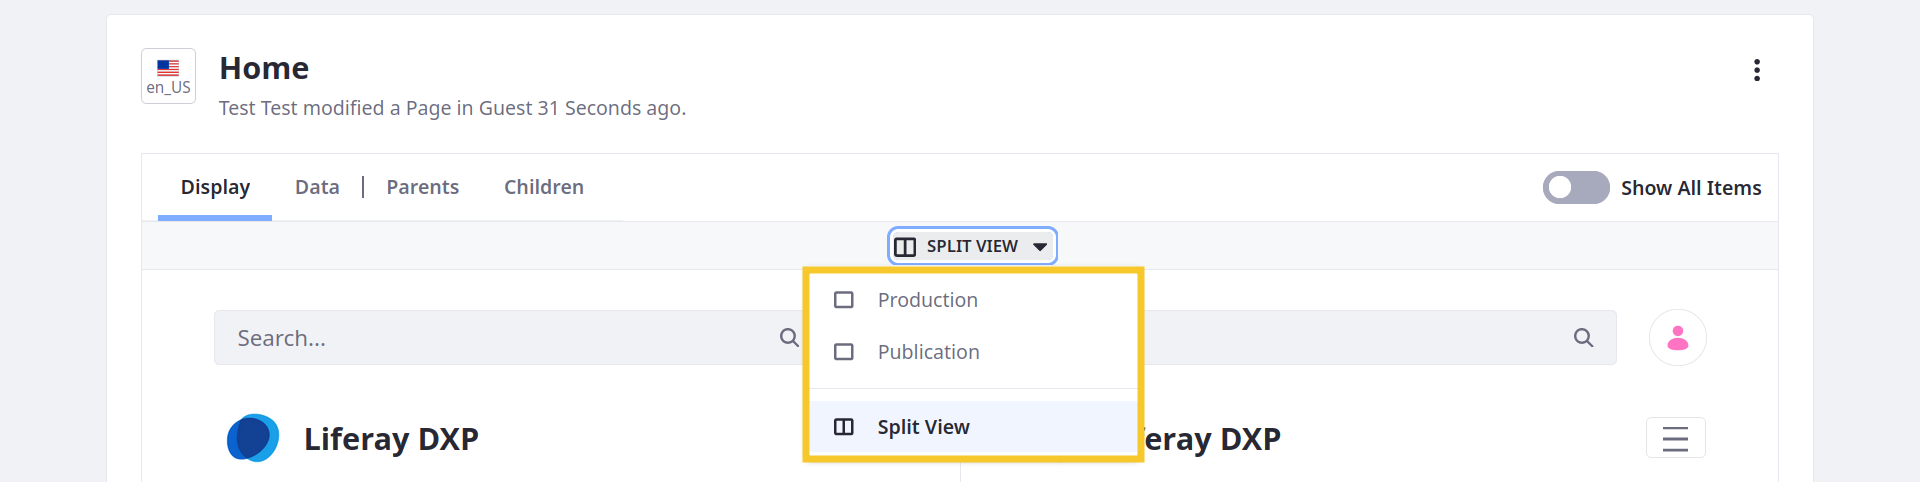 en_US
Home
Test Test modified a Page in Guest 31 Seconds ago.
Display Data | Parents Children Show All Items
SPLIT VIEW
Production
Search...
Publication
Split View
Liferay DXP eray DXP